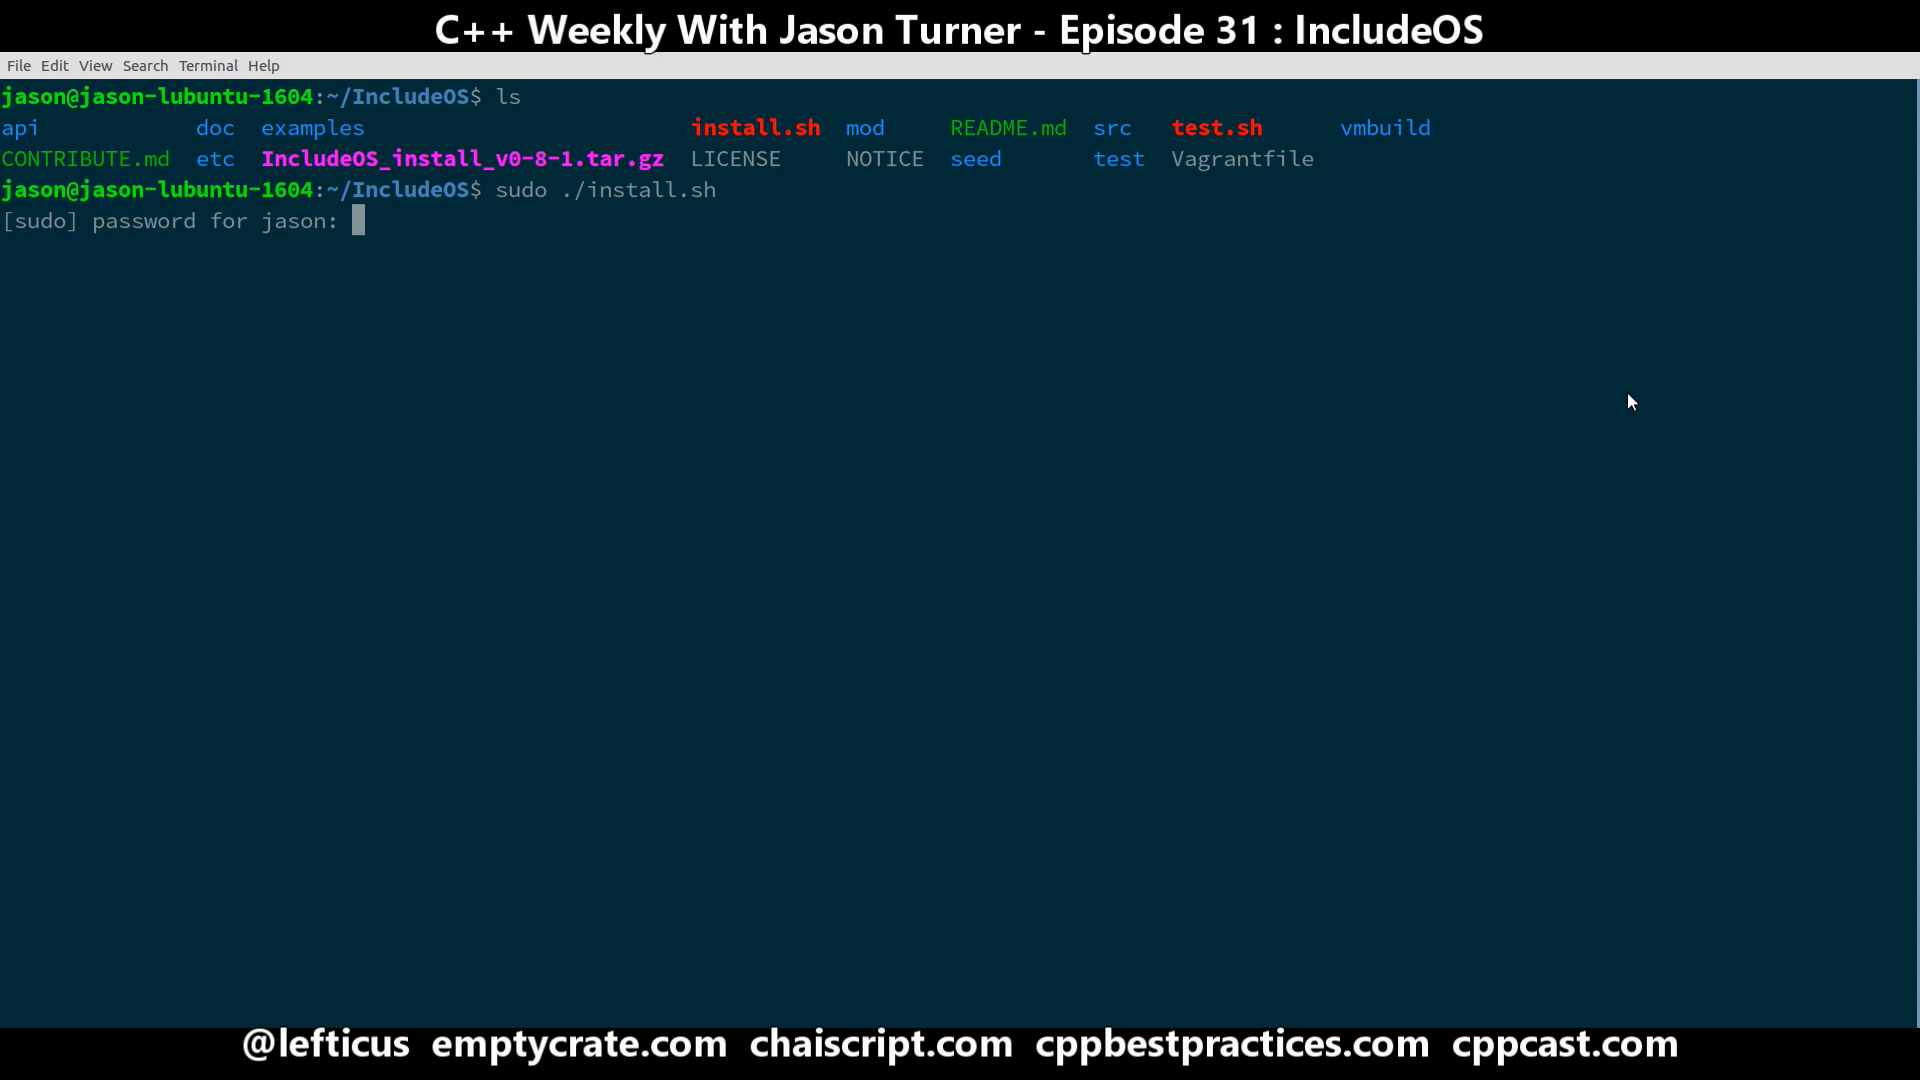 C++ Weekly With Jason Turner - Episode 31 : IncludeOS
File Edit View Search Terminal Help
jason@jason-lubuntu-1604:~/IncludeOS$ ls
api doc examples install.sh mod README.md src test.sh vmbuild
CONTRIBUTE.md etc IncludeOS_install_v0-8-1.tar.gz LICENSE NOTICE seed test Vagrantfile
jason@jason-lubuntu-1604:~/IncludeOS$ sudo ./install.sh
[sudo] password for jason:
@lefticus emptycrate.com chaiscript.com cppbestpractices.com cppcast.com